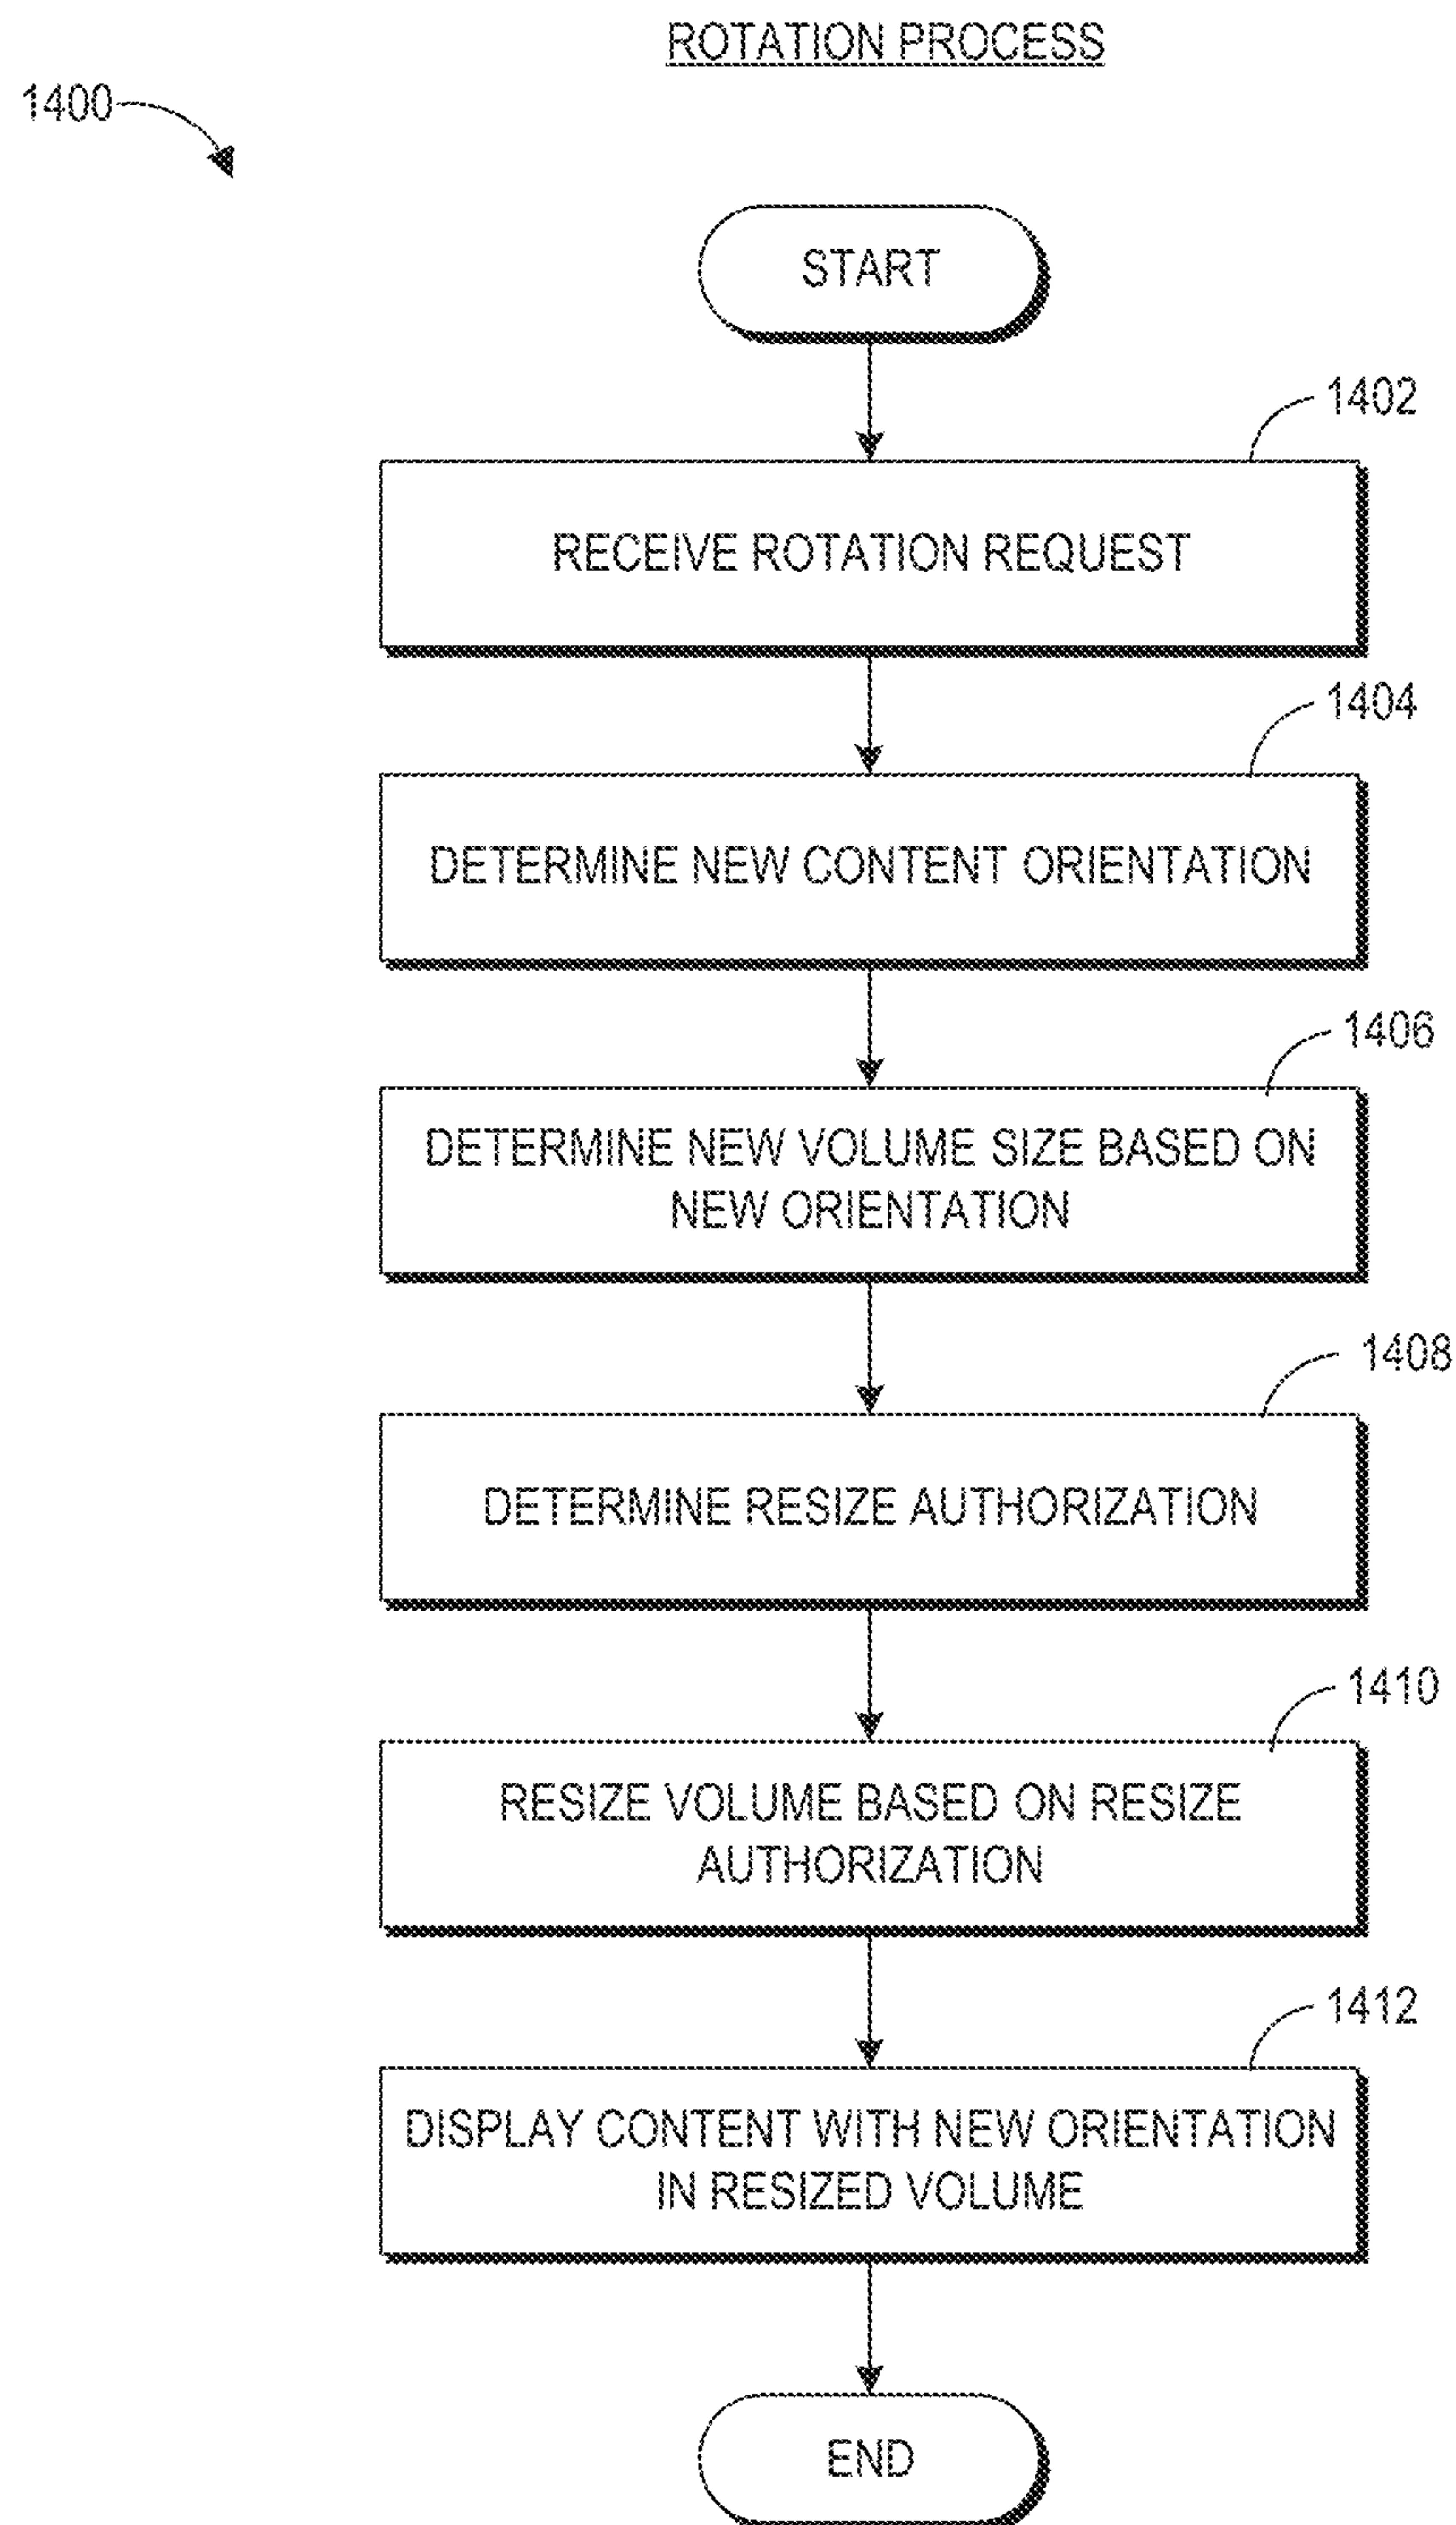 ROTATION PROCESS
1400
START
1402
RECEIVE ROTATION REQUEST
1404
DETERMINE NEW CONTENT ORIENTATION
1406
DETERMINE NEW VOLUME SIZE BASED ON
NEW ORIENTATION
1408
DETERMINE RESIZE AUTHORIZATION
1410
RESIZE VOLUME BASED ON RESIZE
AUTHORIZATION
1412
DISPLAY CONTENT WITH NEW ORIENTATION
IN RESIZED VOLUME
END